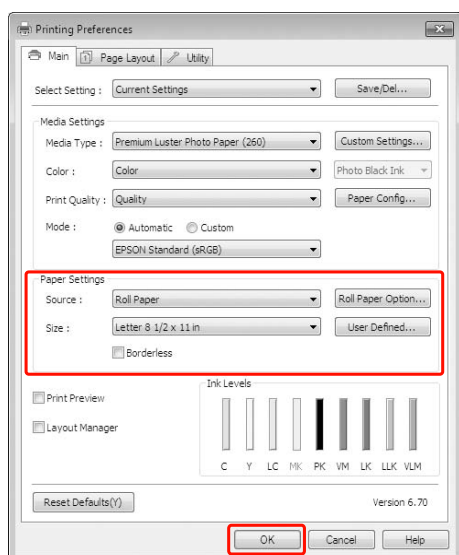 Printing Preferences
Main Page Layout Utility
Select Setting : Current Settings Save/Del...
Media Settings
Media Type : Premium Luster Photo Paper (260) Custom Settings...
Color : Color Photo Black Ink
Print Quality : Quality Paper Config...
Mode : Automatic Custom
EPSON Standard (sRGB)
Paper Settings
Source : Roll Paper Roll Paper Option...
Size : Letter 8 1/2 x 11 in User Defined...
Borderless
Ink Levels
Print Preview
Layout Manager
C Y LC MK PK VM LK LLK VLM
Reset Defaults(Y) Version 6.70
OK Cancel Help